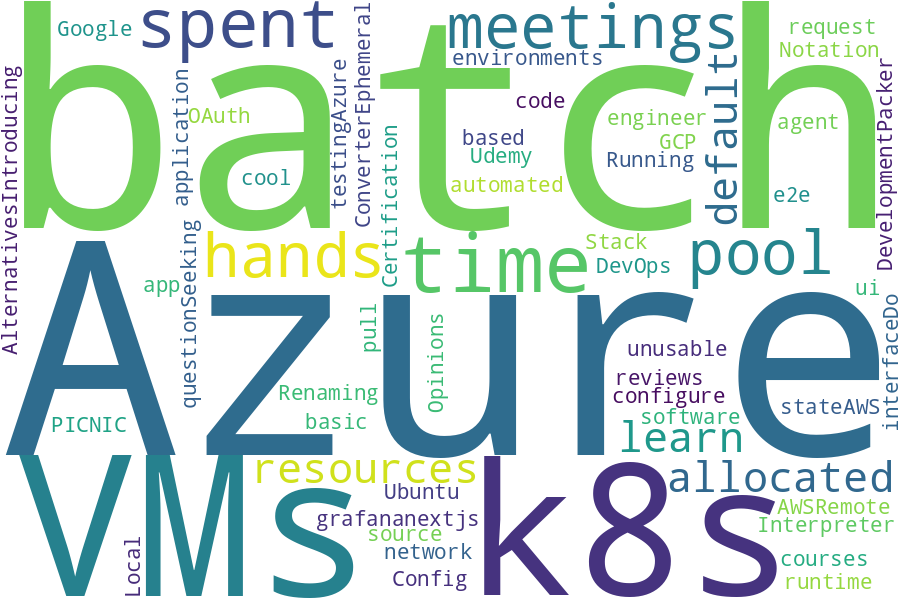 batch
Azure
VMs
k8s
spent
meetings
Google
environments
request
Notation
OAuth
code
engineer
agent
GCP
based
Udemy
Running
cool
automated
e2e
default
application
testingAzure
ConverterEphemeral
Certification
DevelopmentPacker
AlternativesIntroducing
hands
time
pool
Stack
DevOps
app
ui
questionSeeking
pull
Opinions
interfaceDo
unusable
reviews
configure
Renaming
basic
software
stateAWS
PICNIC
learn
resources
allocated
Ubuntu
grafananextjs
source
network
Config
Local
AWSRemote
Interpreter
courses
runtime